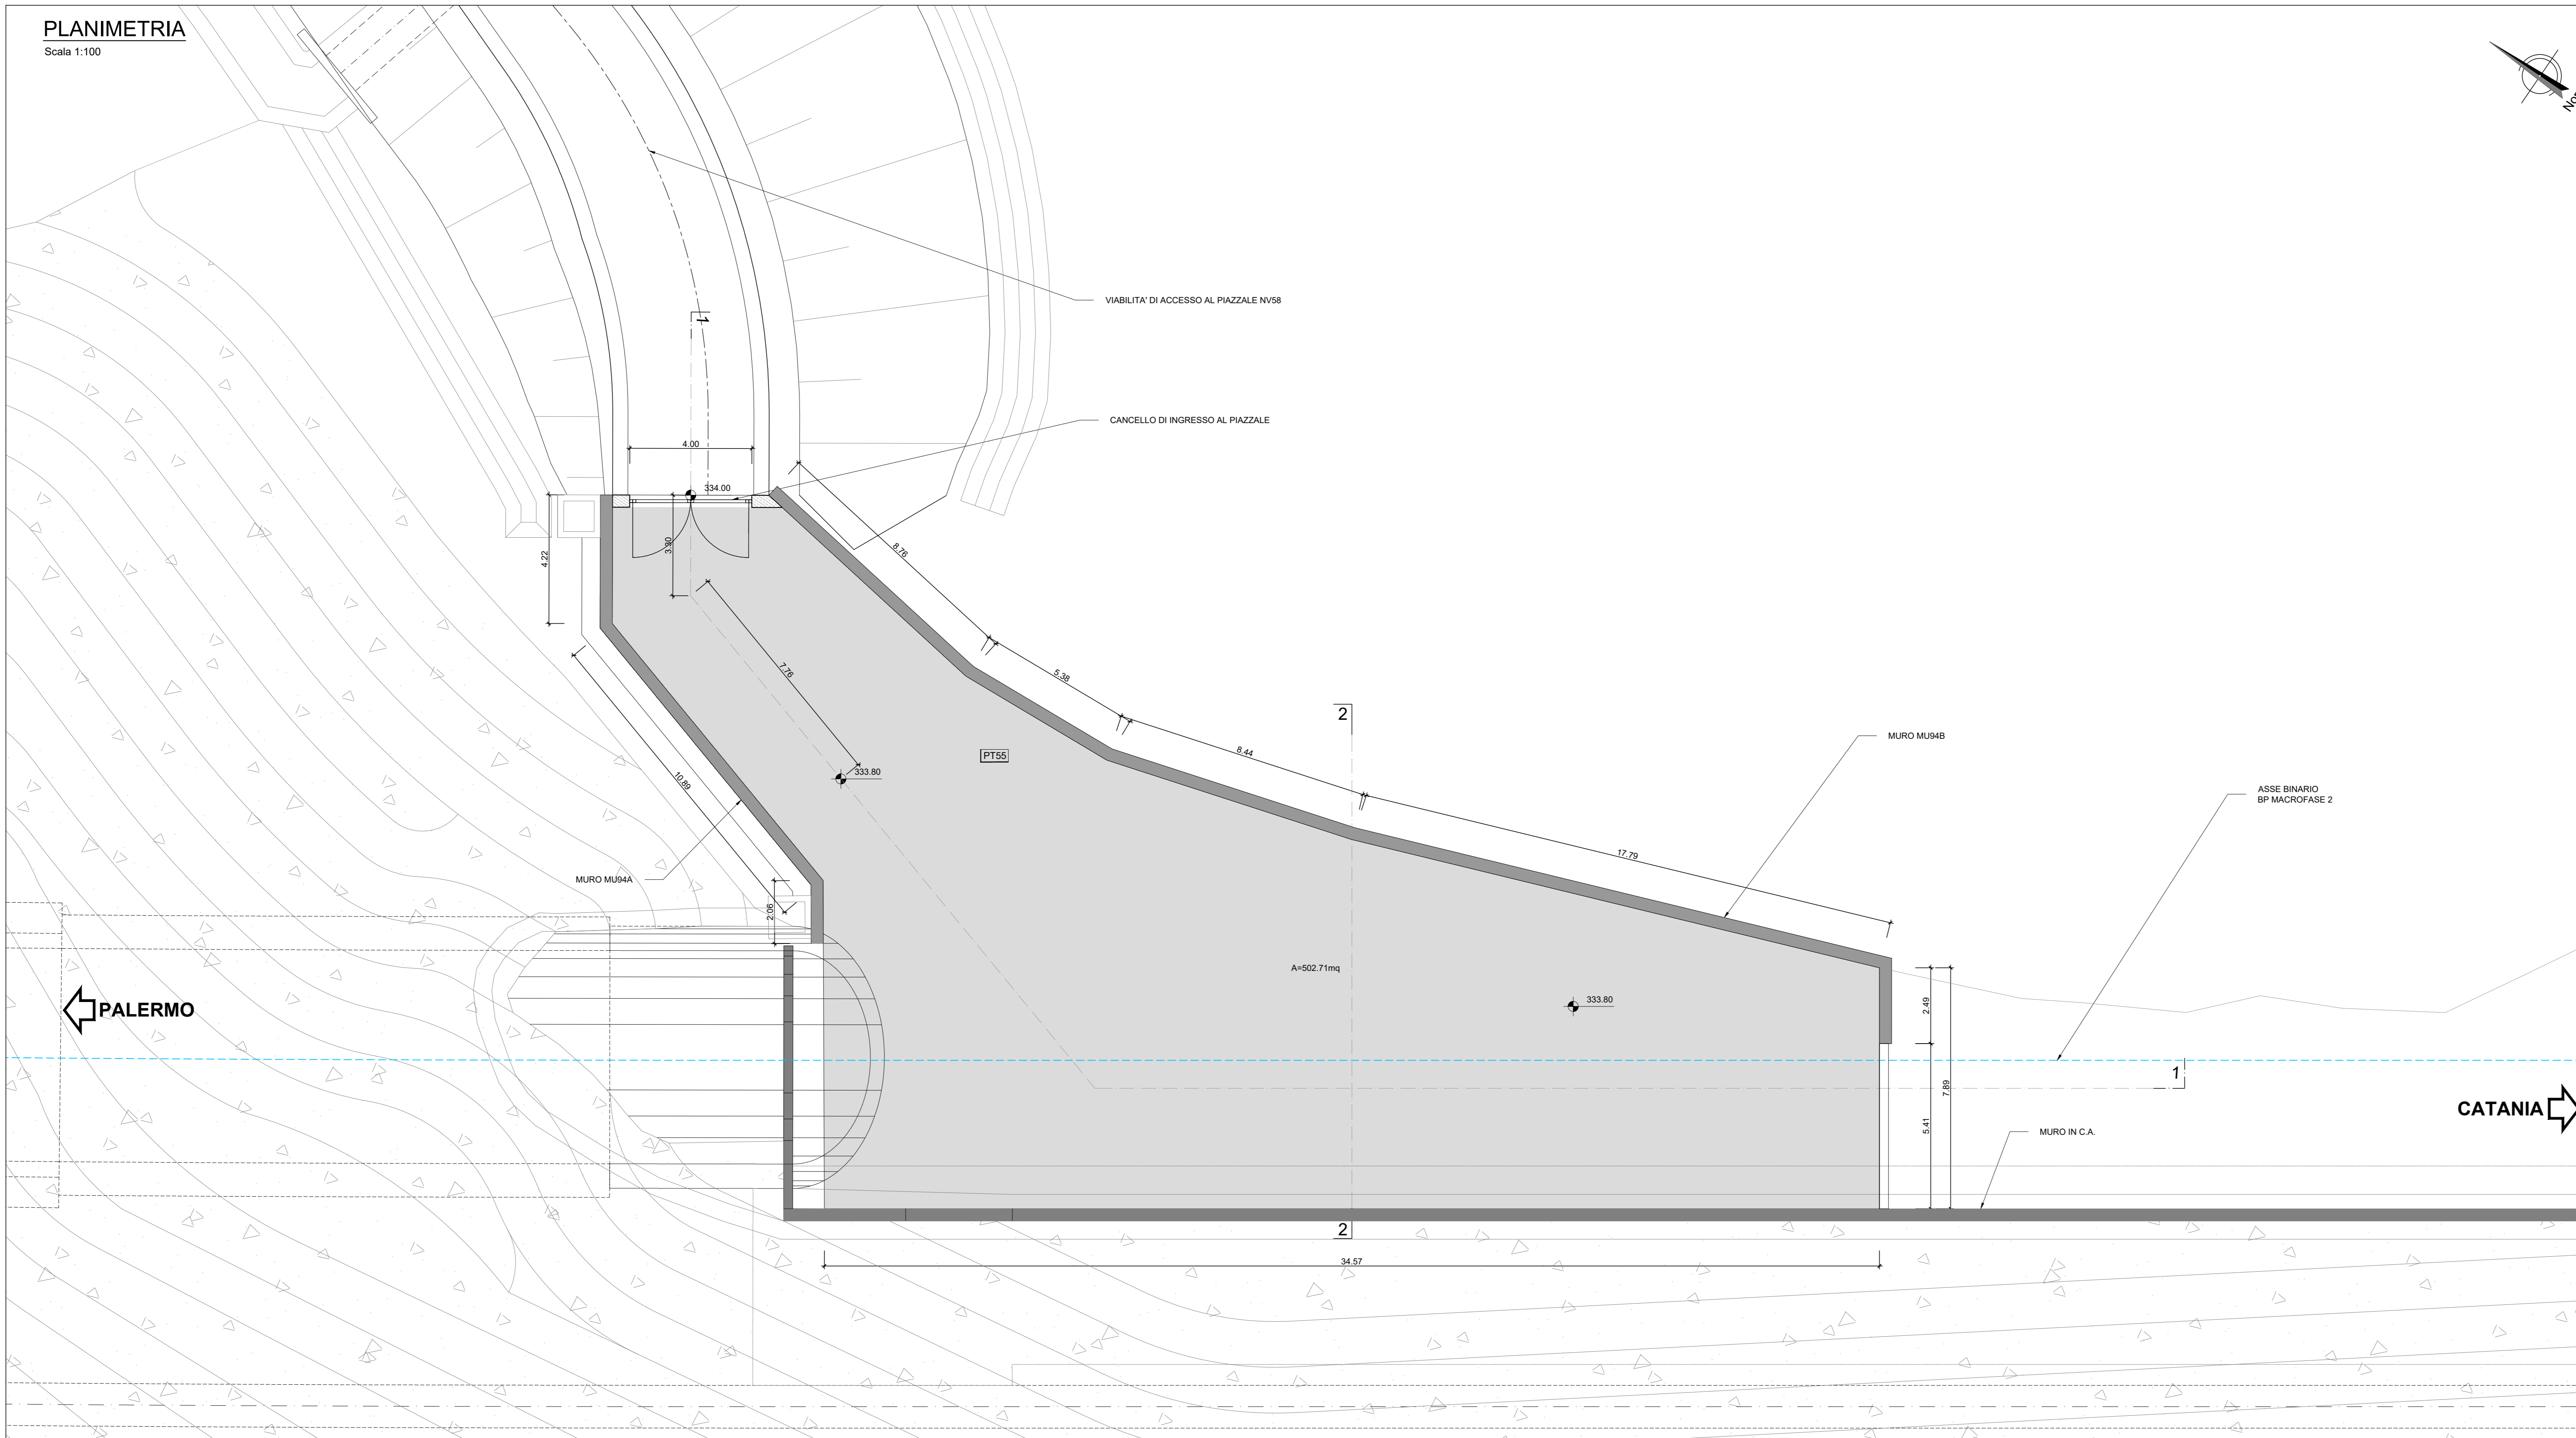 PLANIMETRIA
Scala 1:100
VIABILITA' DI ACCESSO AL PIAZZALE NV58
1
CANCELLO DI INGRESSO AL PIAZZALE
4.00
334.00
3.30
4.22
8.76
7.76
5.38
2
8.44
MURO MU94B
PT55
333.80
10.89
ASSE BINARIO
BP MACROFASE 2
17.79
MURO MU94A
2.06
A=502.71mq
333.80
2.49
PALERMO
1
7.89
CATANIA
5.41
MURO IN C.A.
2
34.57